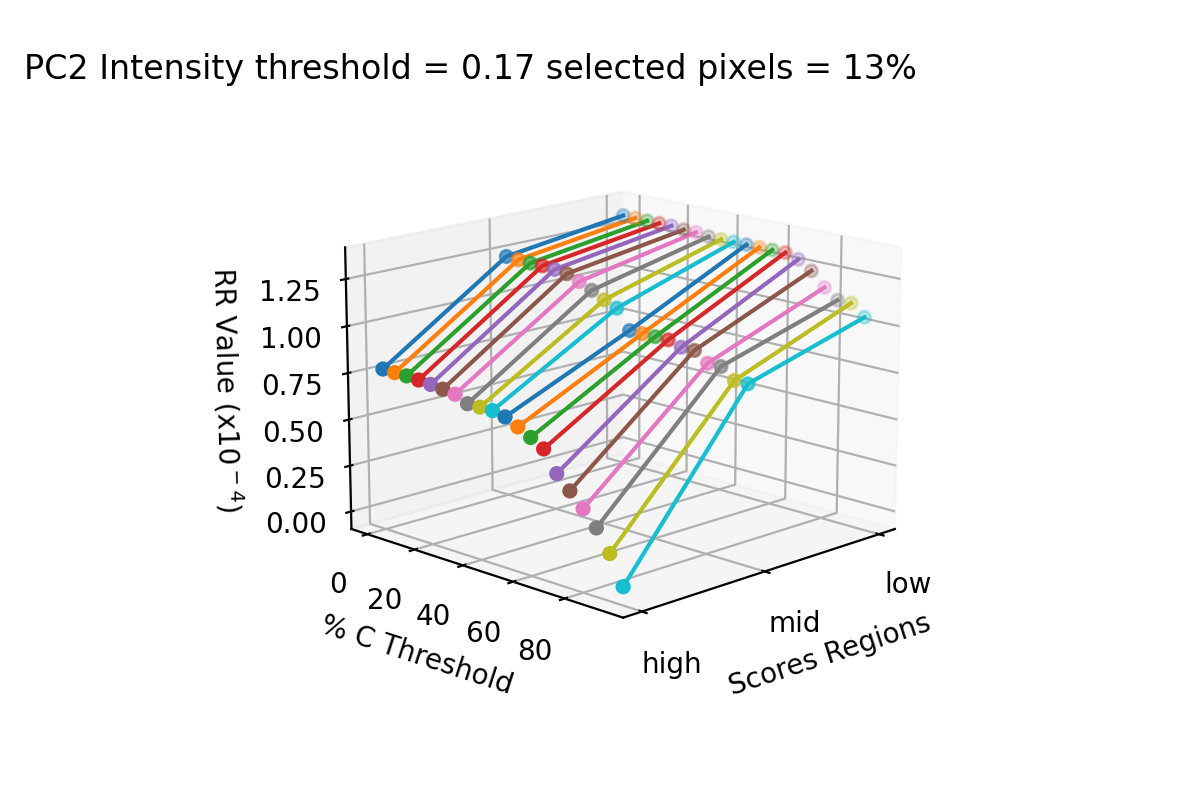 PC2 Intensity threshold = 0.17 selected pixels = 13%
RR Value (x10⁻⁴)
1.25
1.00
0.75
0.50
0.25
0.00
0
20
40
60
80
% C Threshold
high
mid
low
Scores Regions